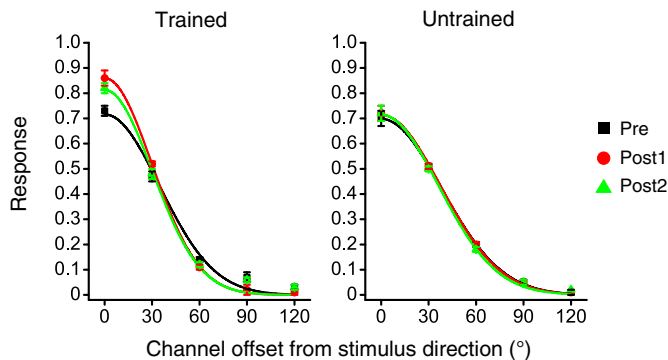 Trained
Untrained
Response
1.0
0.9
0.8
0.7
0.6
0.5
0.4
0.3
0.2
0.1
0
0 30 60 90 120
1.0
0.9
0.8
0.7
0.6
0.5
0.4
0.3
0.2
0.1
0
0 30 60 90 120
Pre
Post1
Post2
Channel offset from stimulus direction (°)